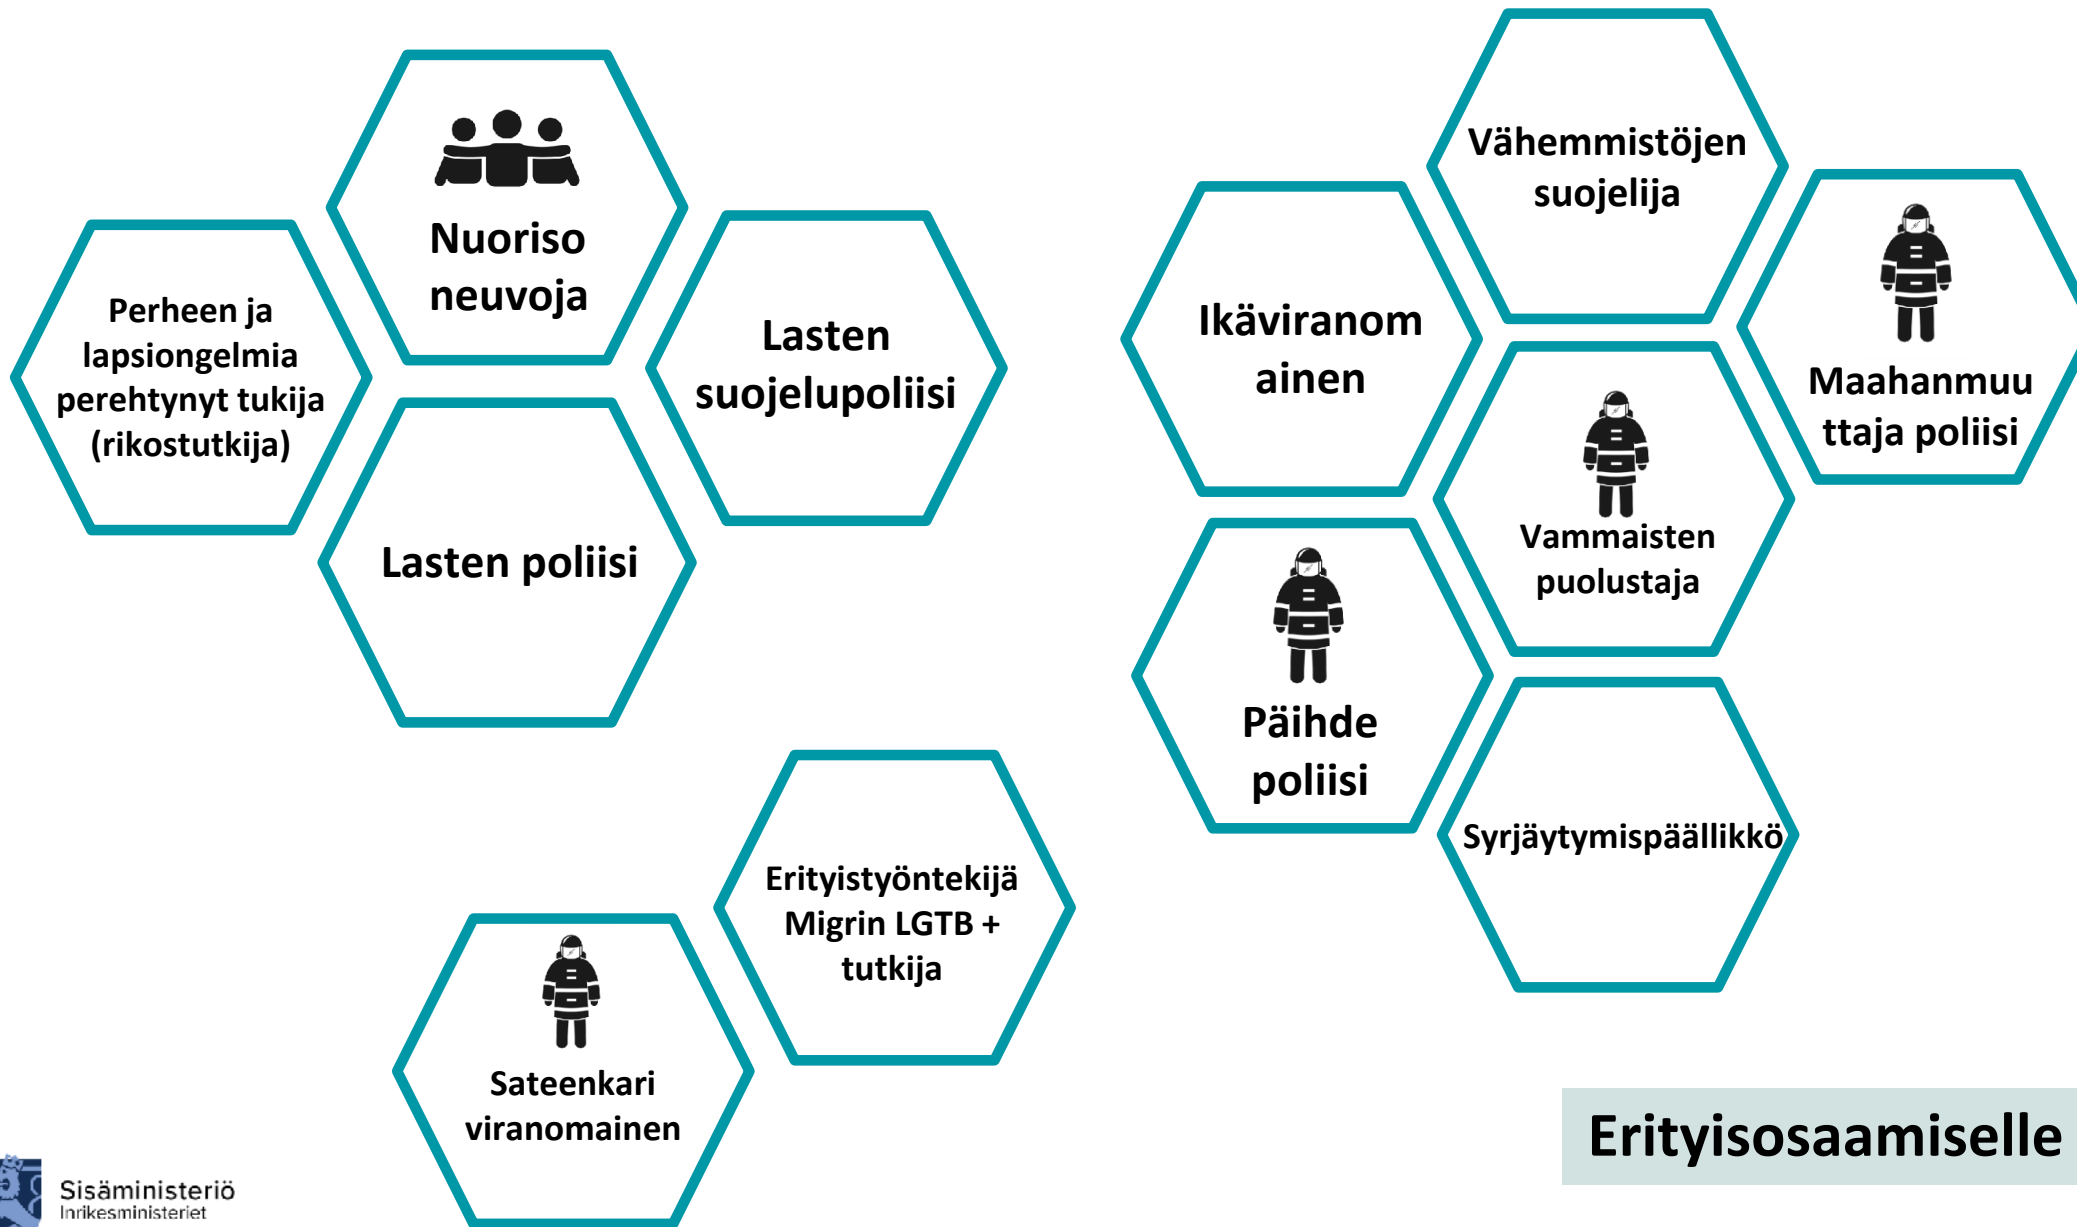 Nuoriso
neuvoja
Perheen ja
lapsiongelmia
perehtynyt tukija
(rikostutkija)
Lasten
suojelupoliisi
Lasten poliisi
Vähemmistöjen
suojelija
Ikäviranom
ainen
Maahanmuu
ttaja poliisi
Vammaisten
puolustaja
Päihde
poliisi
Syrjäytymispäällikkö
Erityistyöntekijä
Migrin LGTB +
tutkija
Sateenkari
viranomainen
Erityisosaamiselle
Sisäministeriö
Inrikesministeriet